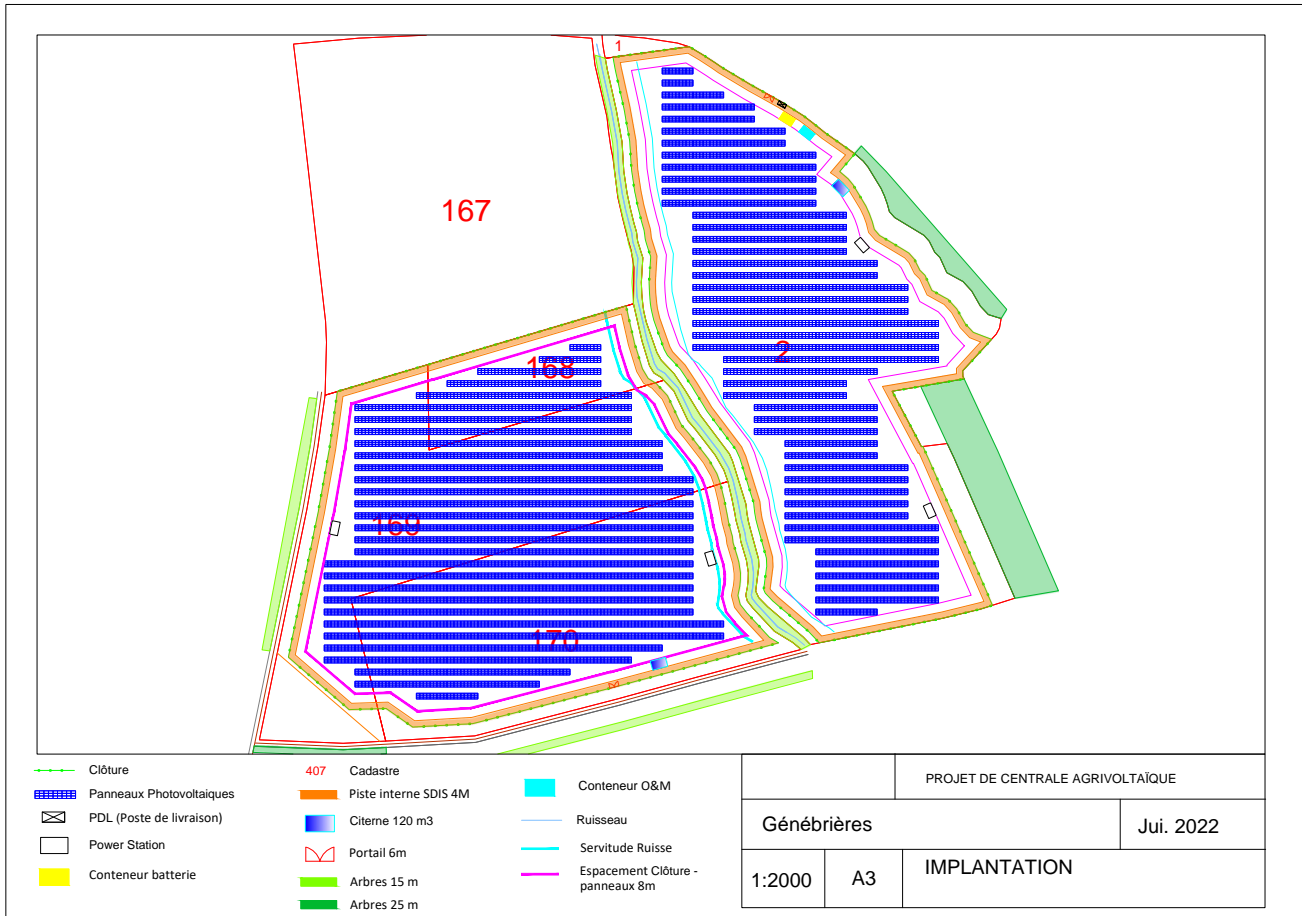 1
167
2
168
169
170
Clôture
Panneaux Photovoltaiques
PDL (Poste de livraison)
Power Station
Conteneur batterie
407 Cadastre
Piste interne SDIS 4M
Citerne 120 m3
Portail 6m
Arbres 15 m
Arbres 25 m
Conteneur O&M
Ruisseau
Servitude Ruisse
Espacement Clôture -
panneaux 8m
PROJET DE CENTRALE AGRIVOLTAÏQUE
Génébrières
Jui. 2022
1:2000
A3
IMPLANTATION